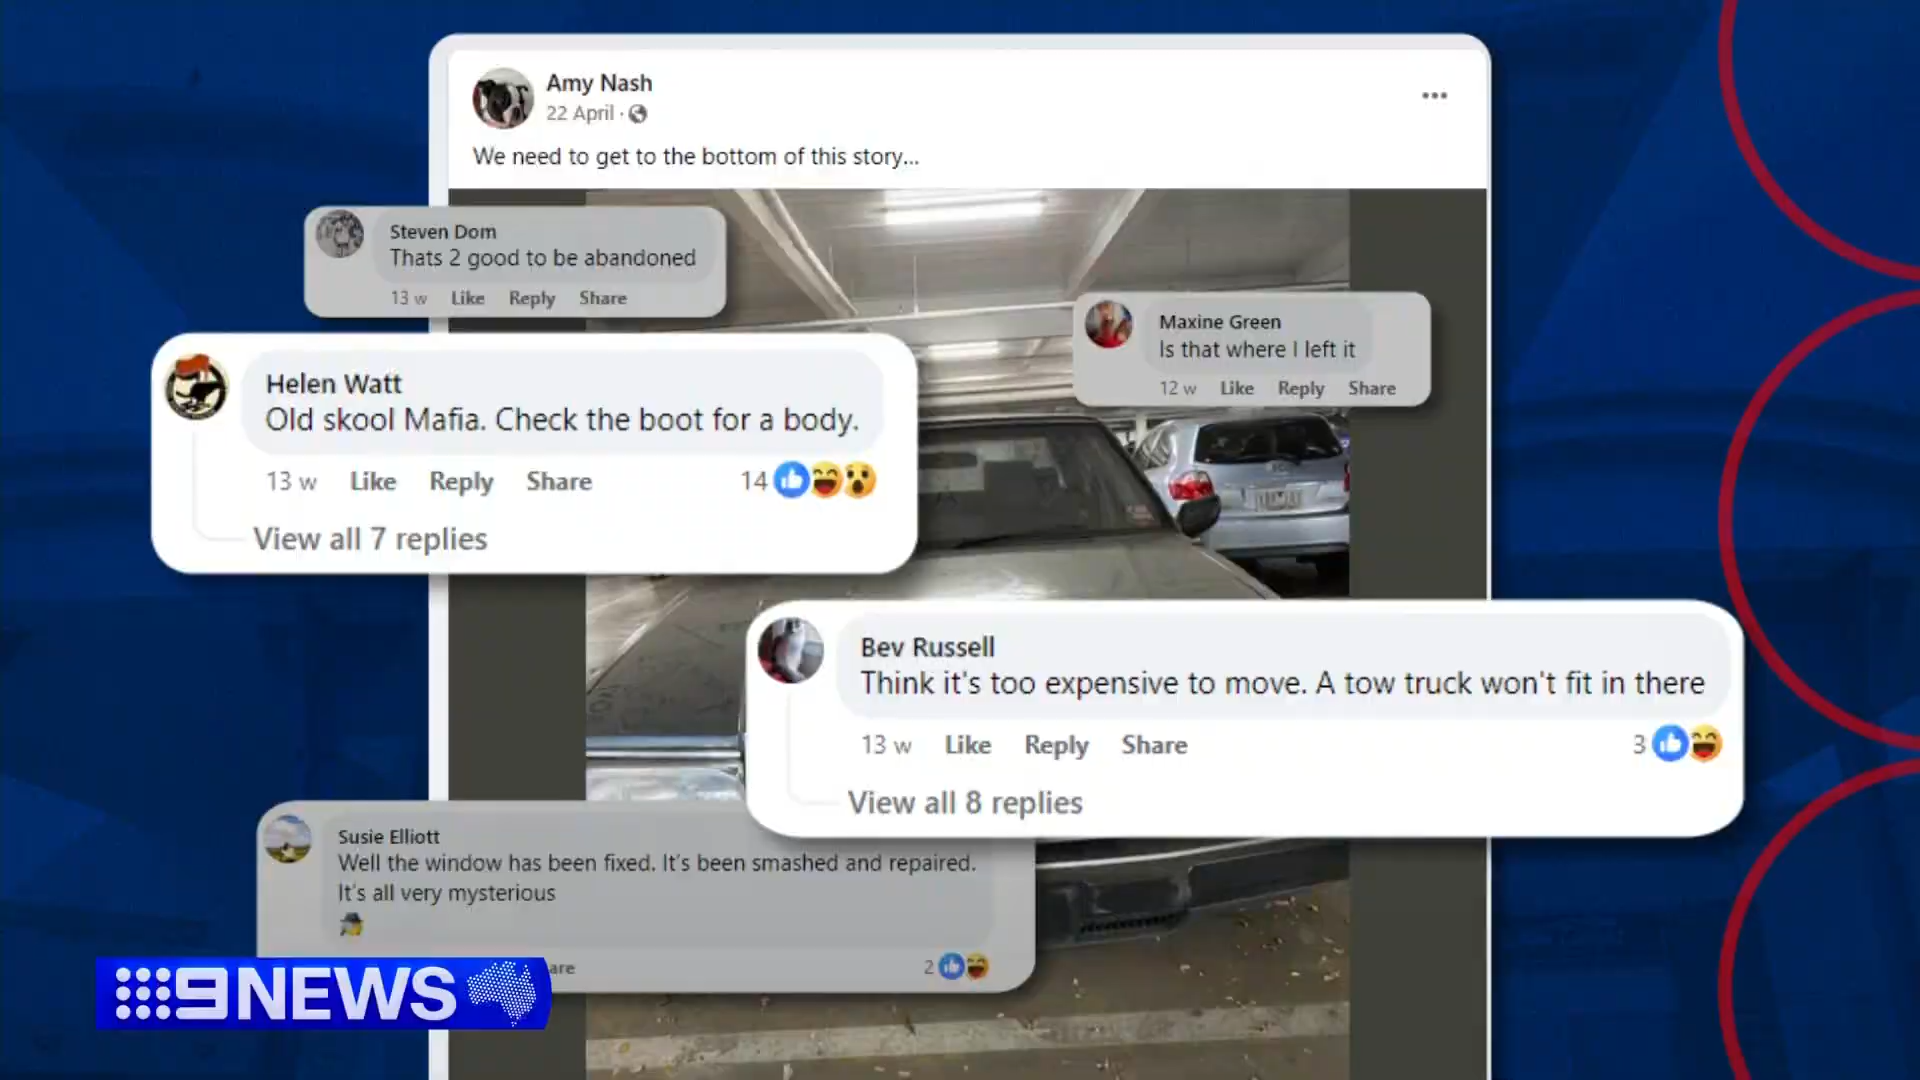 Amy Nash
22 April ·
We need to get to the bottom of this story...
Steven Dom
Thats 2 good to be abandoned
13 w Like Reply Share
Maxine Green
Is that where I left it
12 w Like Reply Share
Helen Watt
Old skool Mafia. Check the boot for a body.
13 w Like Reply Share 14
View all 7 replies
Bev Russell
Think it's too expensive to move. A tow truck won't fit in there
13 w Like Reply Share 3
View all 8 replies
Susie Elliott
Well the window has been fixed. It's been smashed and repaired.
It's all very mysterious
are 2
9NEWS